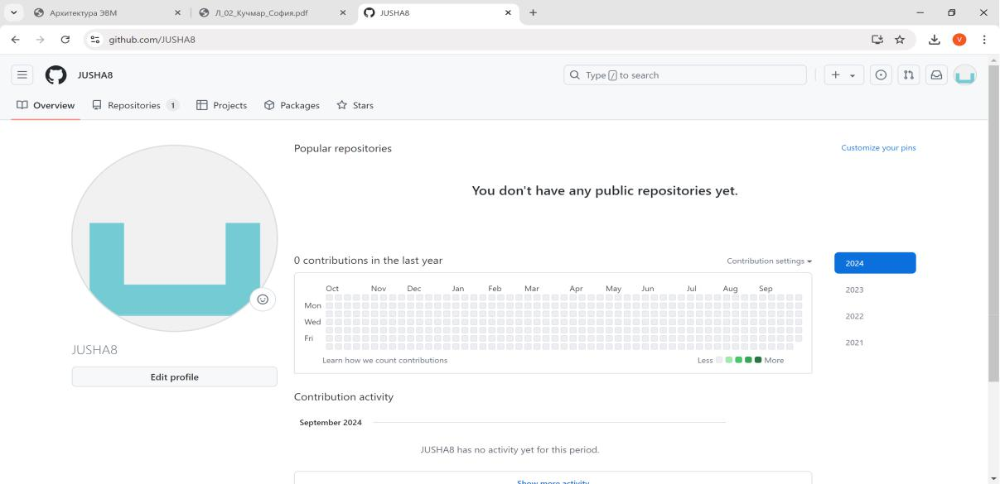 Архитектура ЭВМ
Л_02_Кучмар_София.pdf
JUSHA8
github.com/JUSHA8
V
JUSHA8
Type / to search
Overview
Repositories 1
Projects
Packages
Stars
Popular repositories
Customize your pins
You don't have any public repositories yet.
0 contributions in the last year
Contribution settings
2024
2023
2022
2021
Oct Nov Dec Jan Feb Mar Apr May Jun Jul Aug Sep
Mon
Wed
Fri
Learn how we count contributions
Less More
JUSHA8
Edit profile
Contribution activity
September 2024
JUSHA8 has no activity yet for this period.
Show more activity